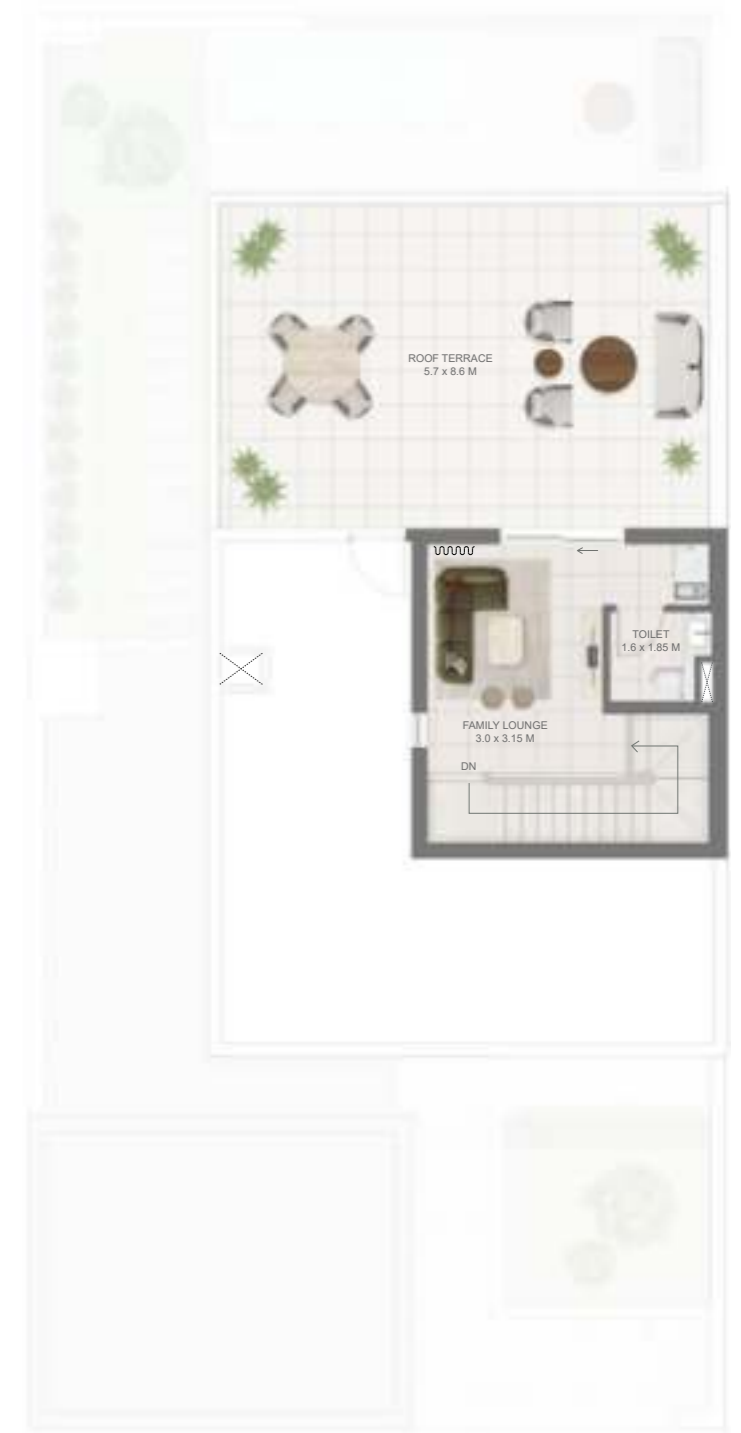 ROOF TERRACE
5.7 x 8.6 M
TOILET
1.6 x 1.85 M
FAMILY LOUNGE
3.0 x 3.15 M
DN